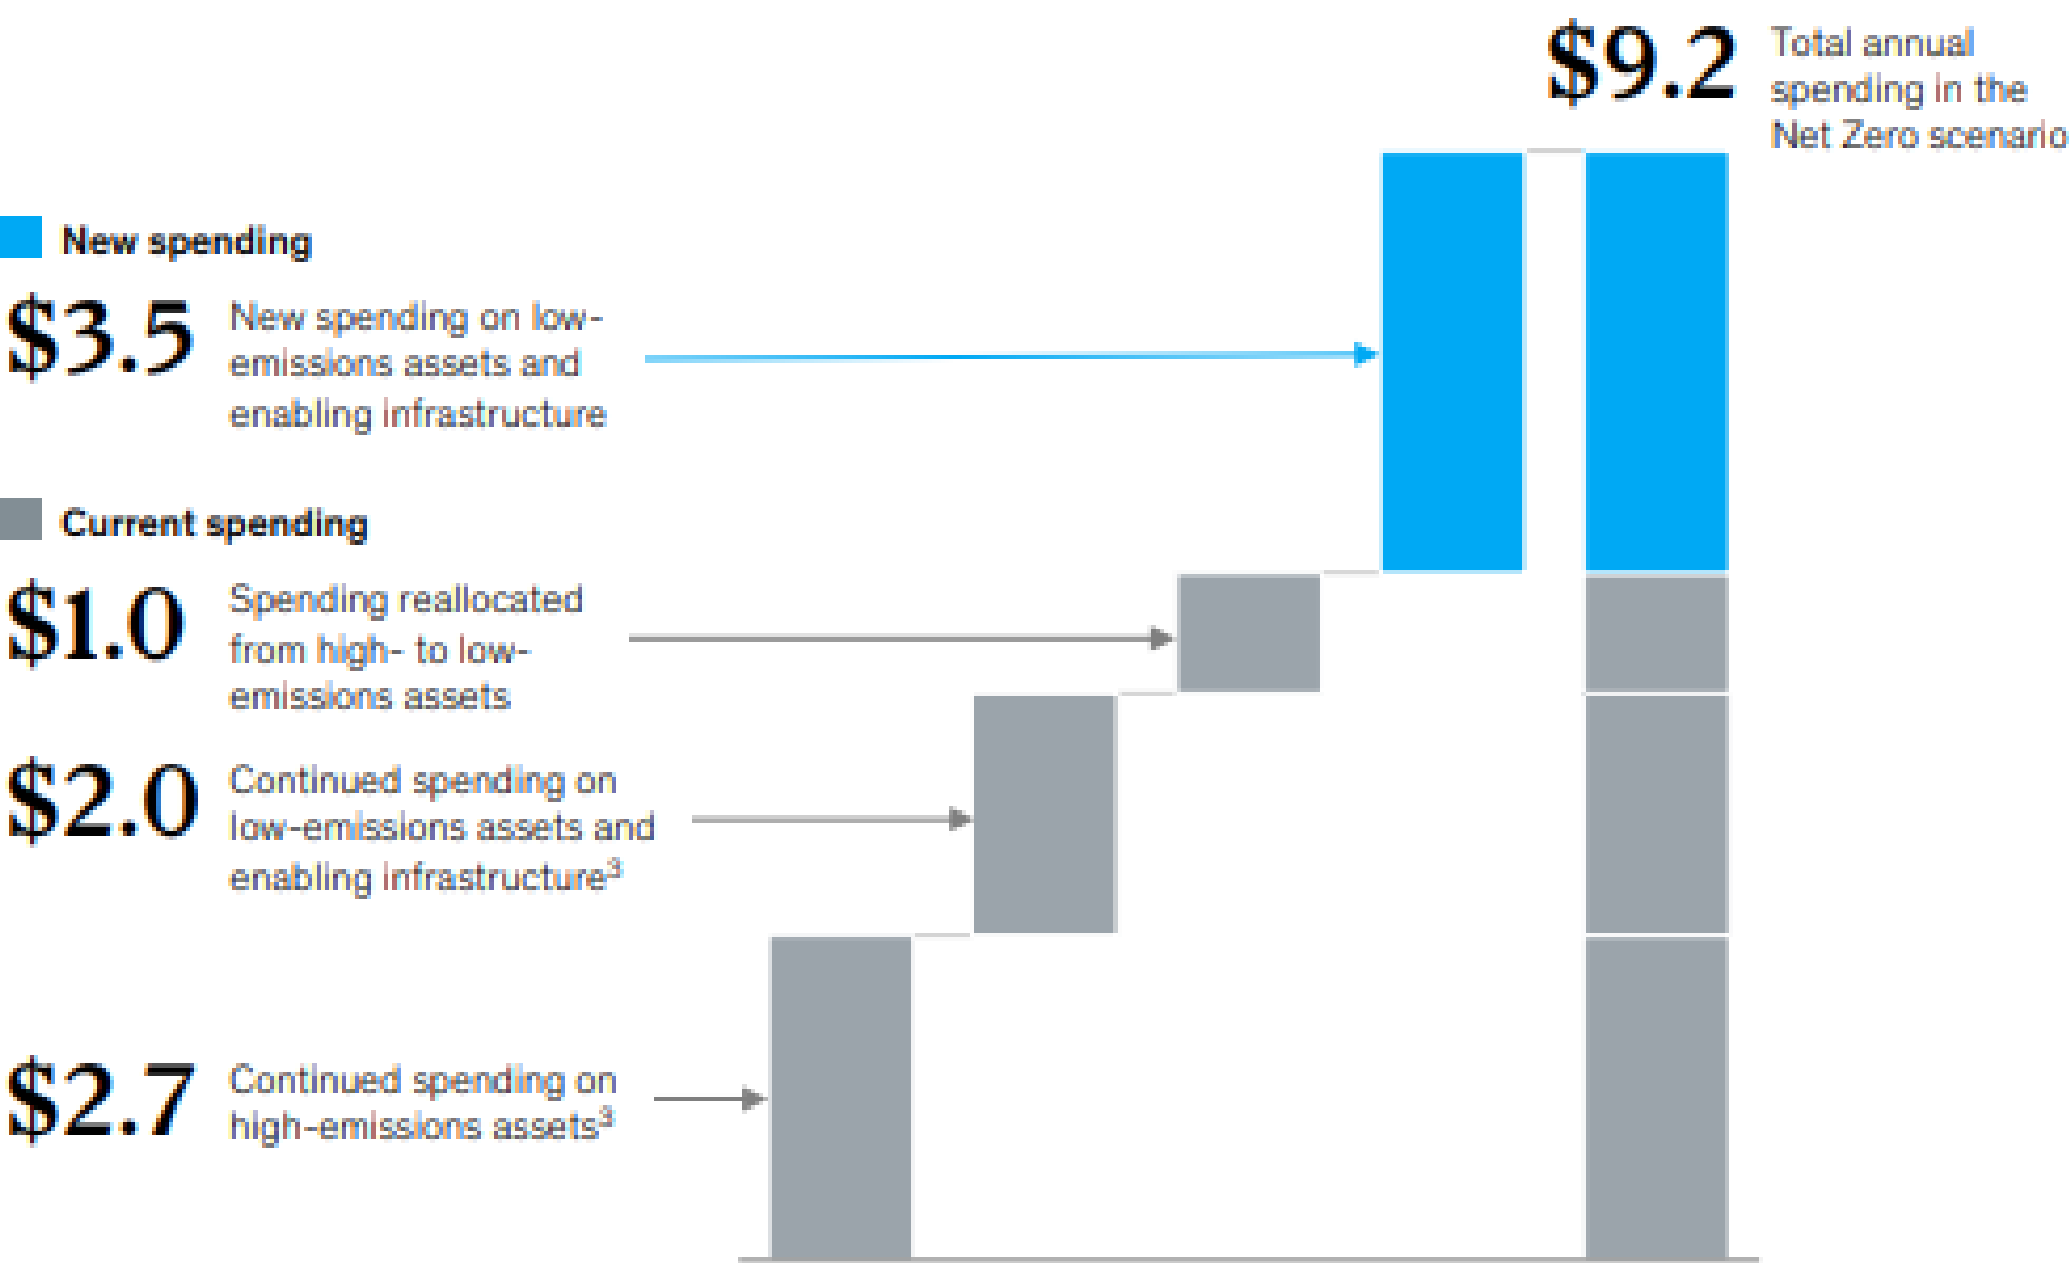 $9.2
Total annual
spending in the
Net Zero scenario
New spending
$3.5
New spending on low-
emissions assets and
enabling infrastructure
Current spending
$1.0
Spending reallocated
from high- to low-
emissions assets
$2.0
Continued spending on
low-emissions assets and
enabling infrastructure³
$2.7
Continued spending on
high-emissions assets³